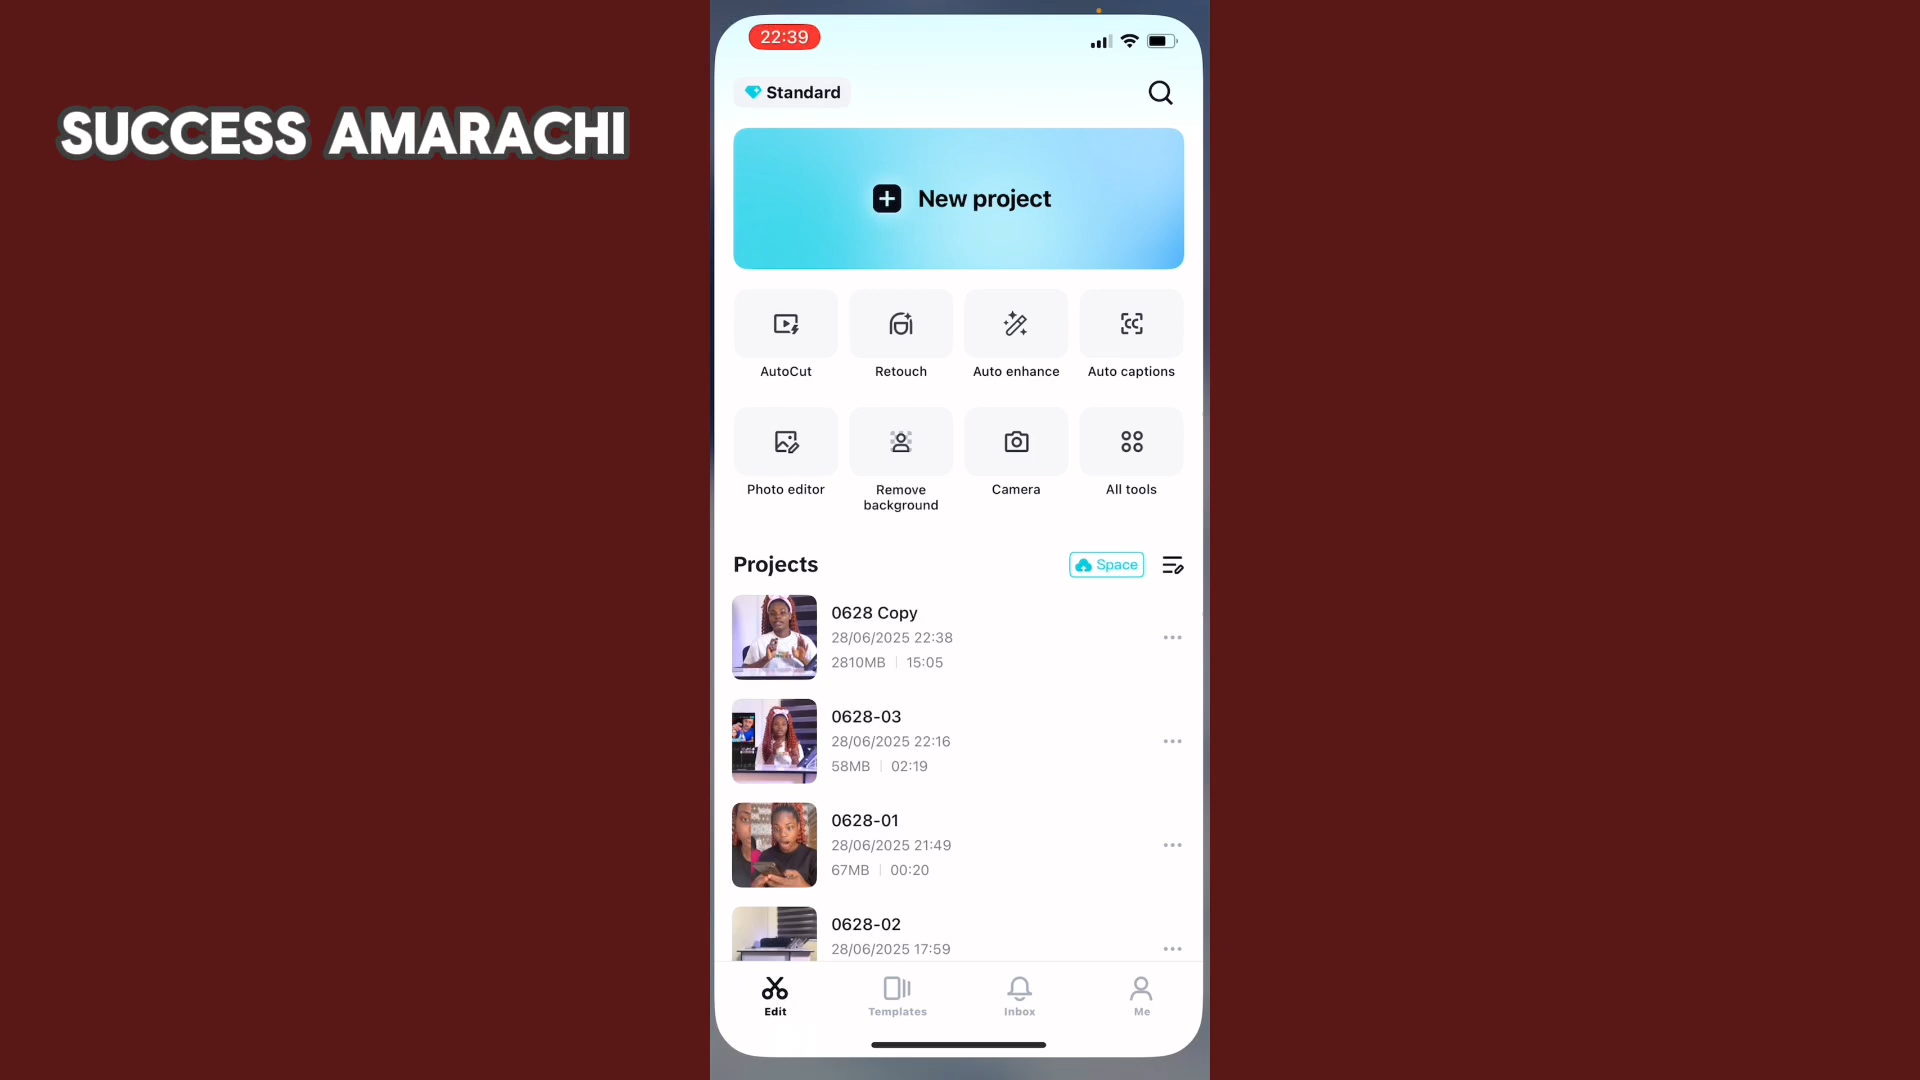 SUCCESS AMARACHI
22:39
Standard
New project
AutoCut
Retouch
Auto enhance
CC
Auto captions
Photo editor
Remove
background
Camera
All tools
Projects
Space
0628 Copy
28/06/2025 22:38
2810MB | 15:05
0628-03
28/06/2025 22:16
58MB | 02:19
0628-01
28/06/2025 21:49
67MB | 00:20
0628-02
28/06/2025 17:59
Edit
Templates
Inbox
Me